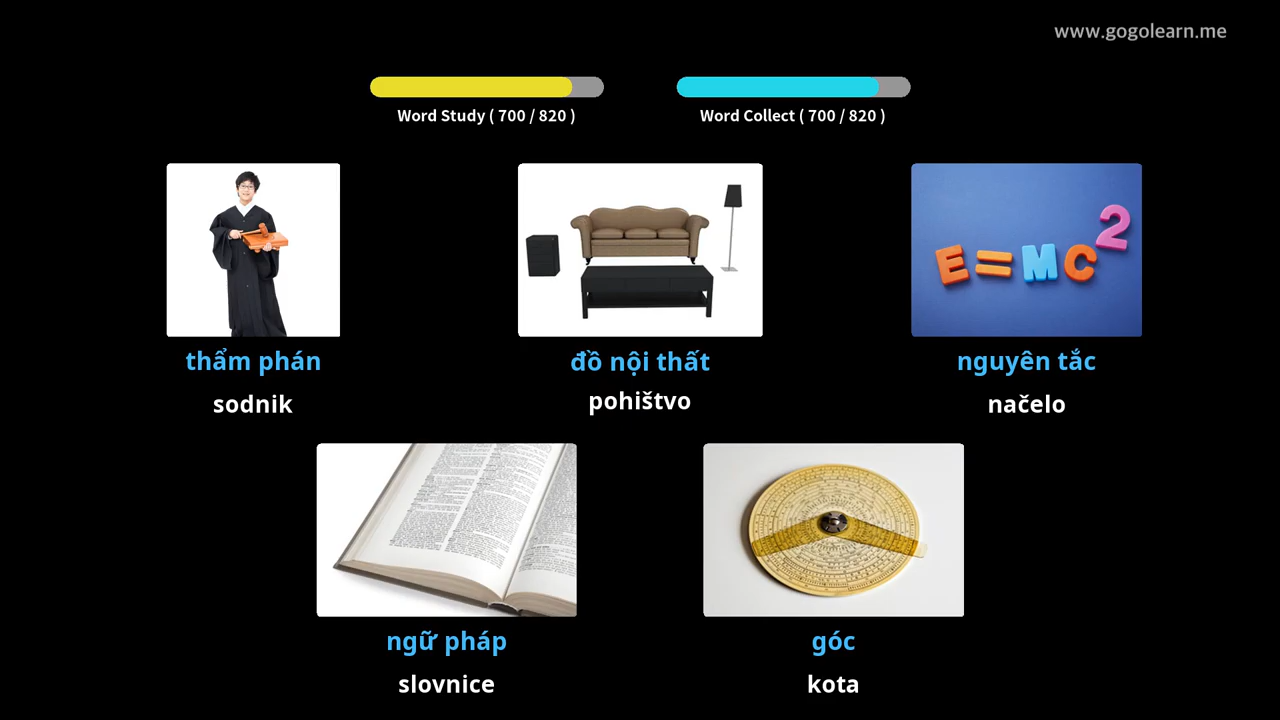 www.gogolearn.me
Word Study ( 700 / 820 )
Word Collect ( 700 / 820 )
E=MC2
thẩm phán
đồ nội thất
nguyên tắc
sodnik
pohištvo
načelo
ngữ pháp
góc
slovnice
kota